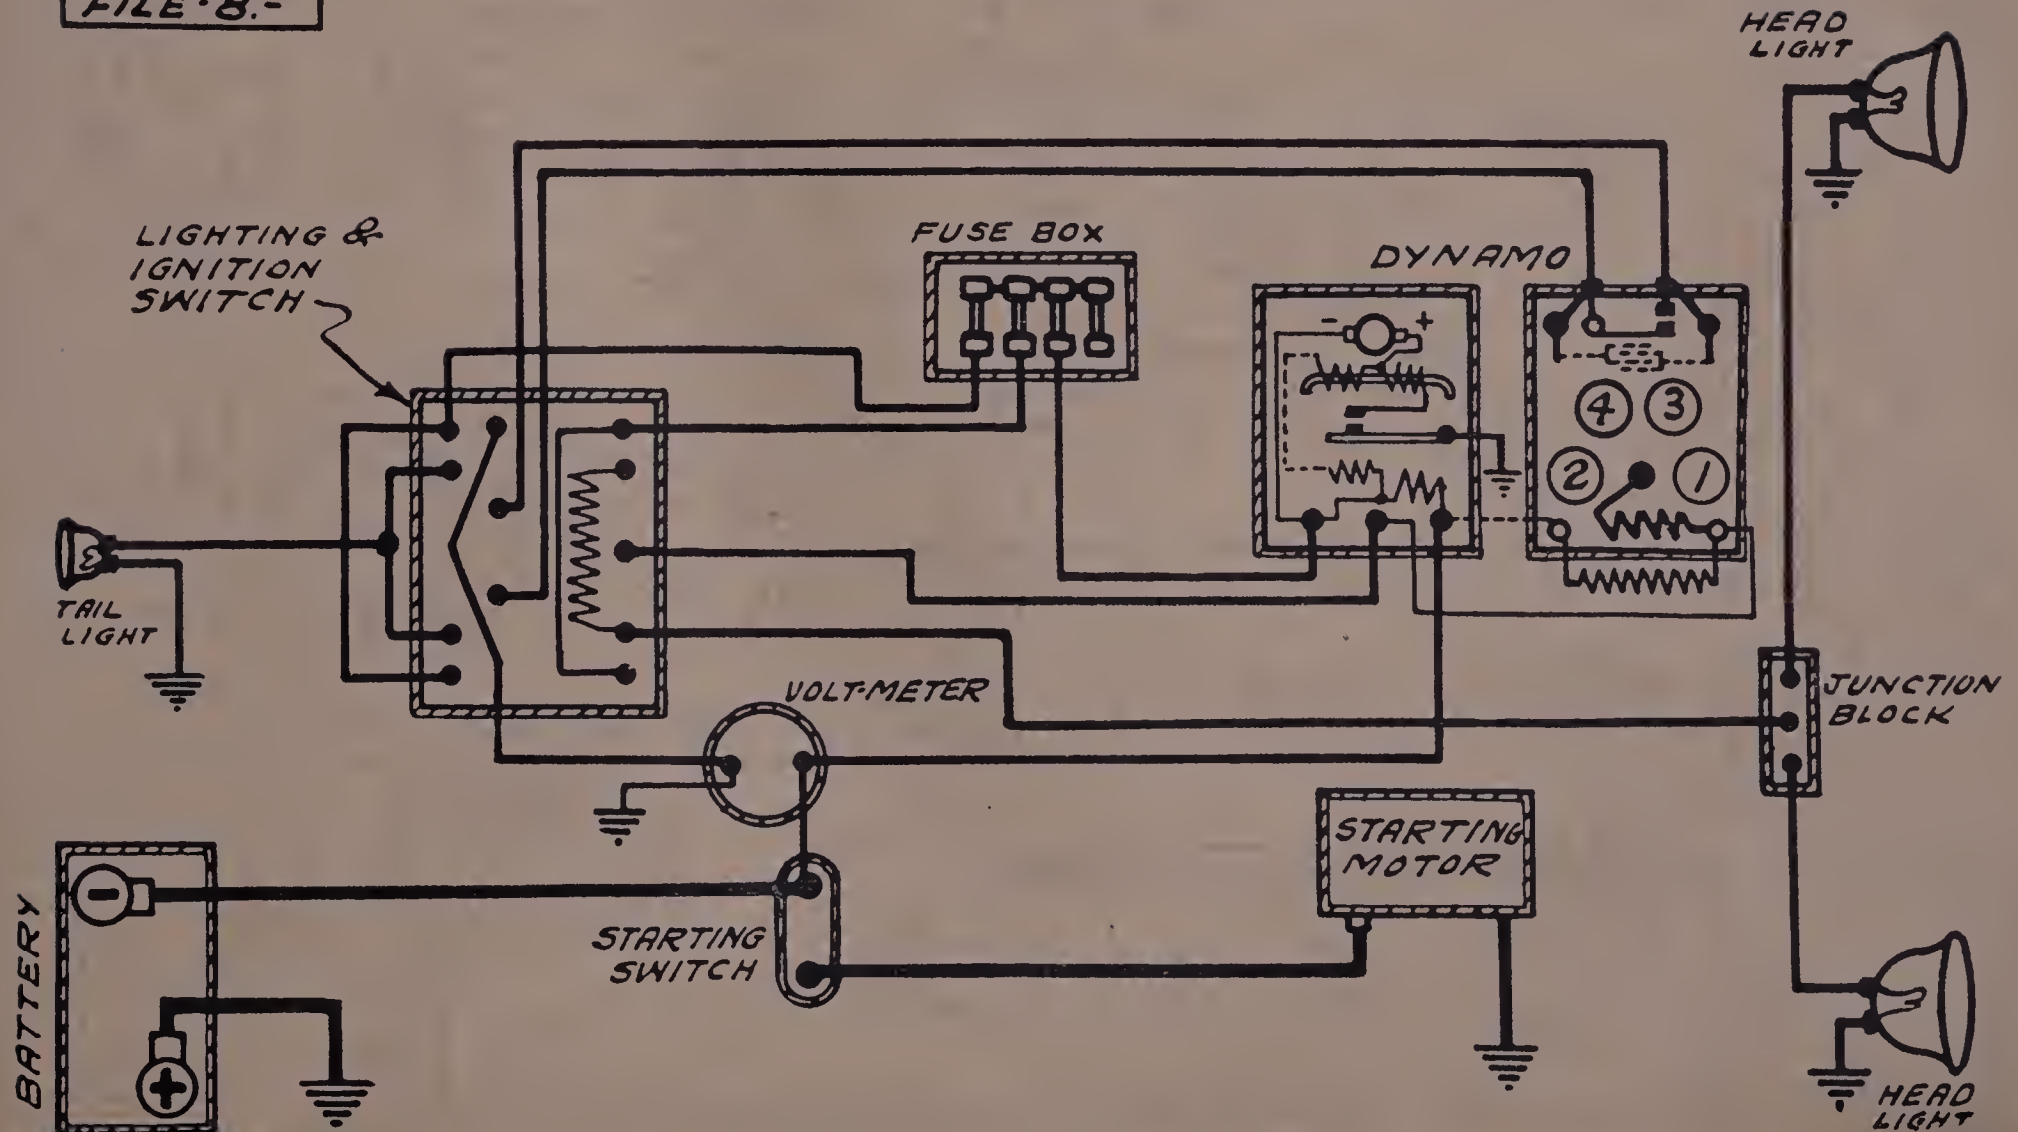 FILE·8.-
HEAD
LIGHT
LIGHTING &
IGNITION
SWITCH
FUSE BOX
DYNAMO
- +
4 3
2 1
TAIL
LIGHT
VOLT-METER
JUNCTION
BLOCK
STARTING
MOTOR
BATTERY
-
+
STARTING
SWITCH
HEAD
LIGHT